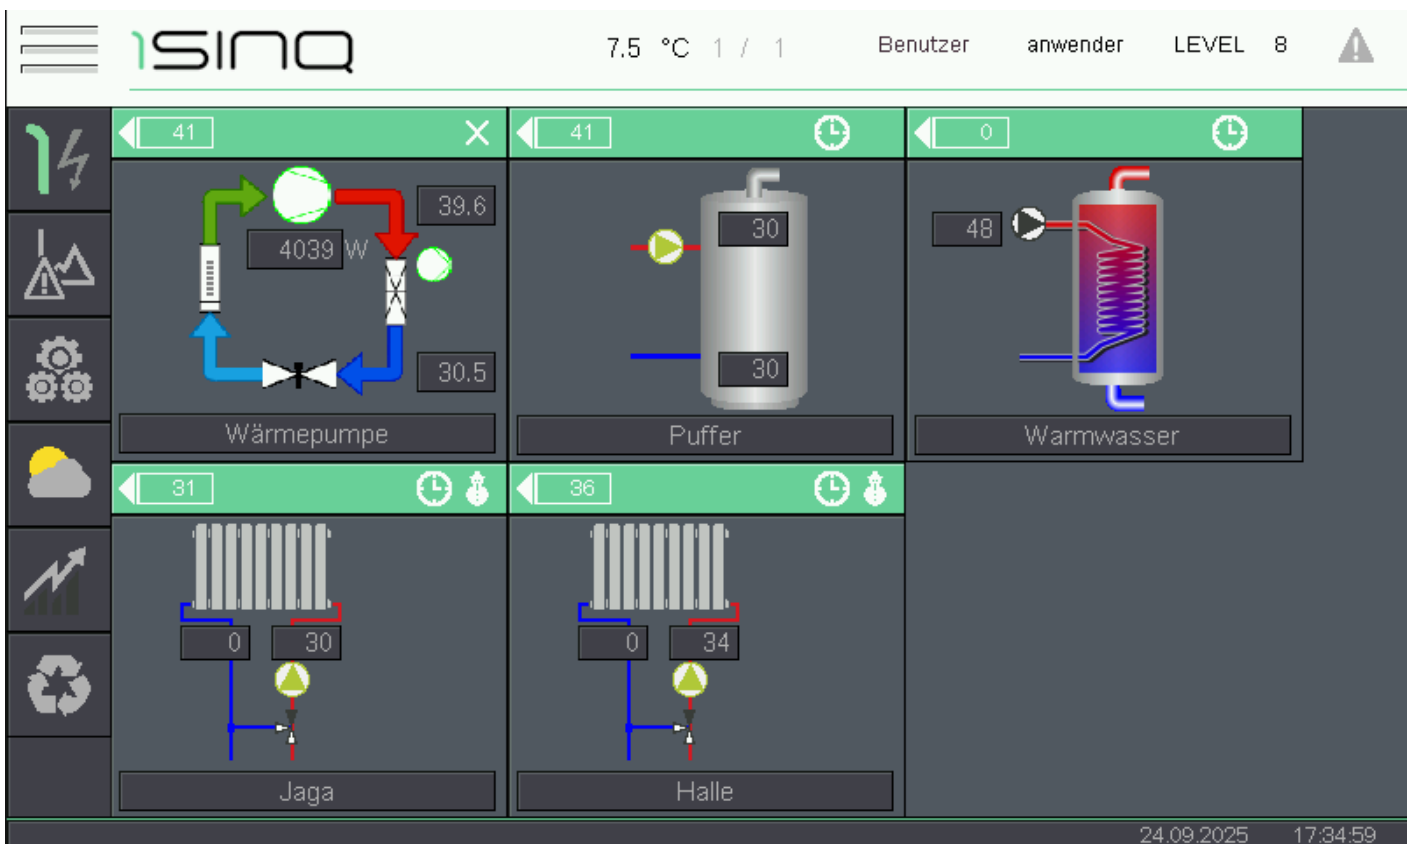 ısınq 7.5 °C 1 / 1 Benutzer anwender LEVEL 8
41 41 0
39.6
4039 W
30.5
30
30
48
Wärmepumpe Puffer Warmwasser
31 36
0 30 0 34
Jaga Halle
24.09.2025 17:34:59